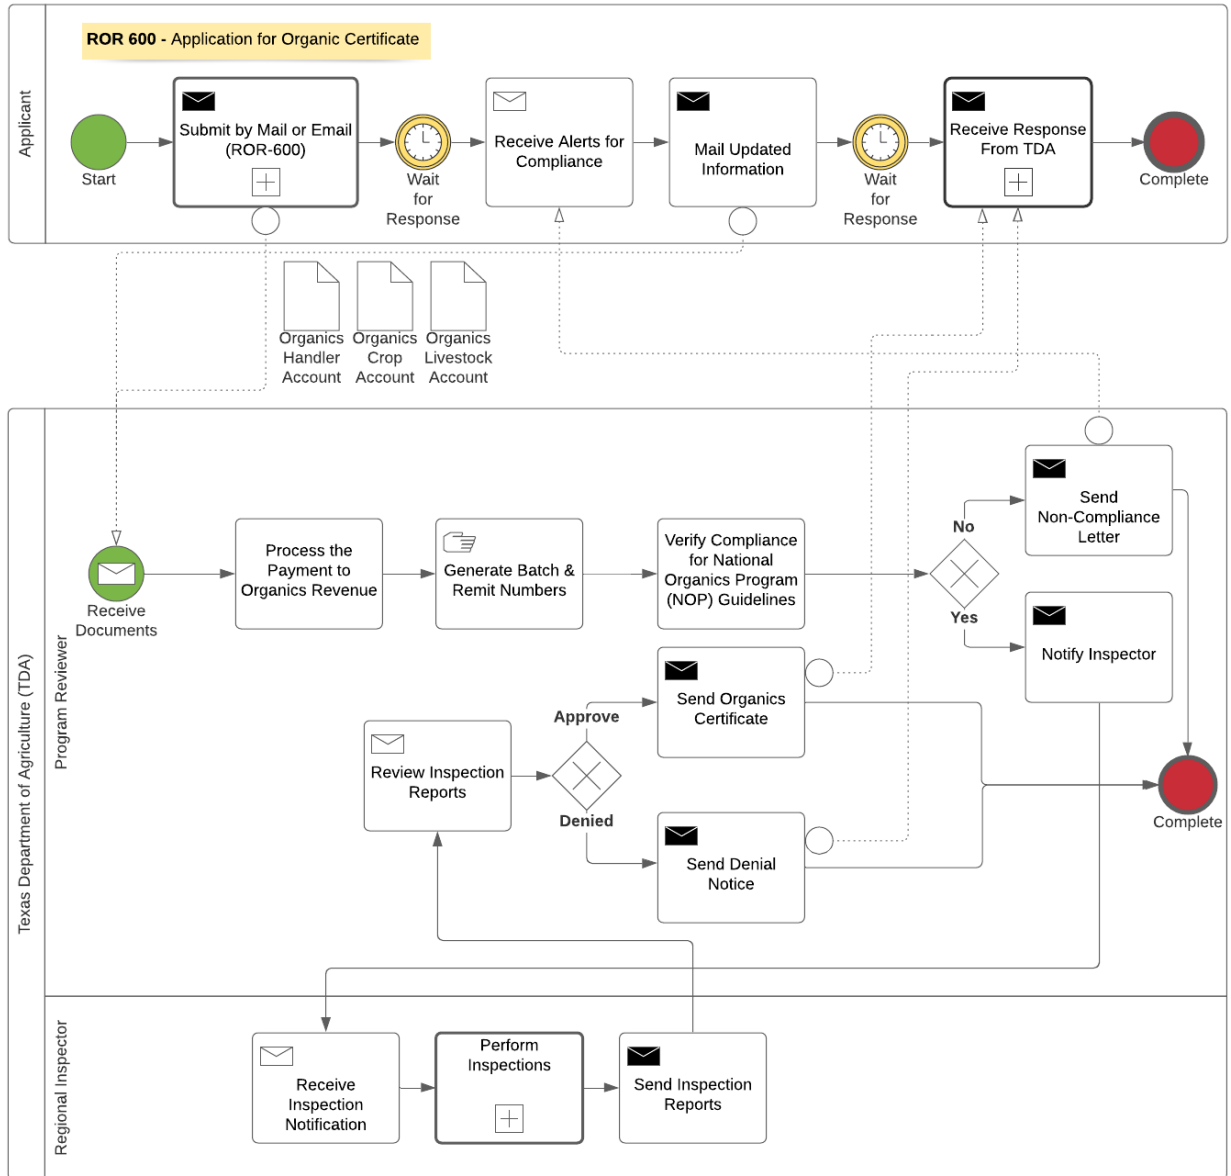 ROR 600 - Application for Organic Certificate
Applicant
Start
Submit by Mail or Email
(ROR-600)
Wait
for
Response
Receive Alerts for
Compliance
Mail Updated
Information
Wait
for
Response
Receive Response
From TDA
Complete
Organics
Handler
Account
Organics
Crop
Account
Organics
Livestock
Account
Texas Department of Agriculture (TDA)
Program Reviewer
Receive
Documents
Process the
Payment to
Organics Revenue
Generate Batch &
Remit Numbers
Verify Compliance
for National
Organics Program
(NOP) Guidelines
No
Yes
Send
Non-Compliance
Letter
Notify Inspector
Review Inspection
Reports
Approve
Denied
Send Organics
Certificate
Send Denial
Notice
Complete
Regional Inspector
Receive
Inspection
Notification
Perform
Inspections
Send Inspection
Reports